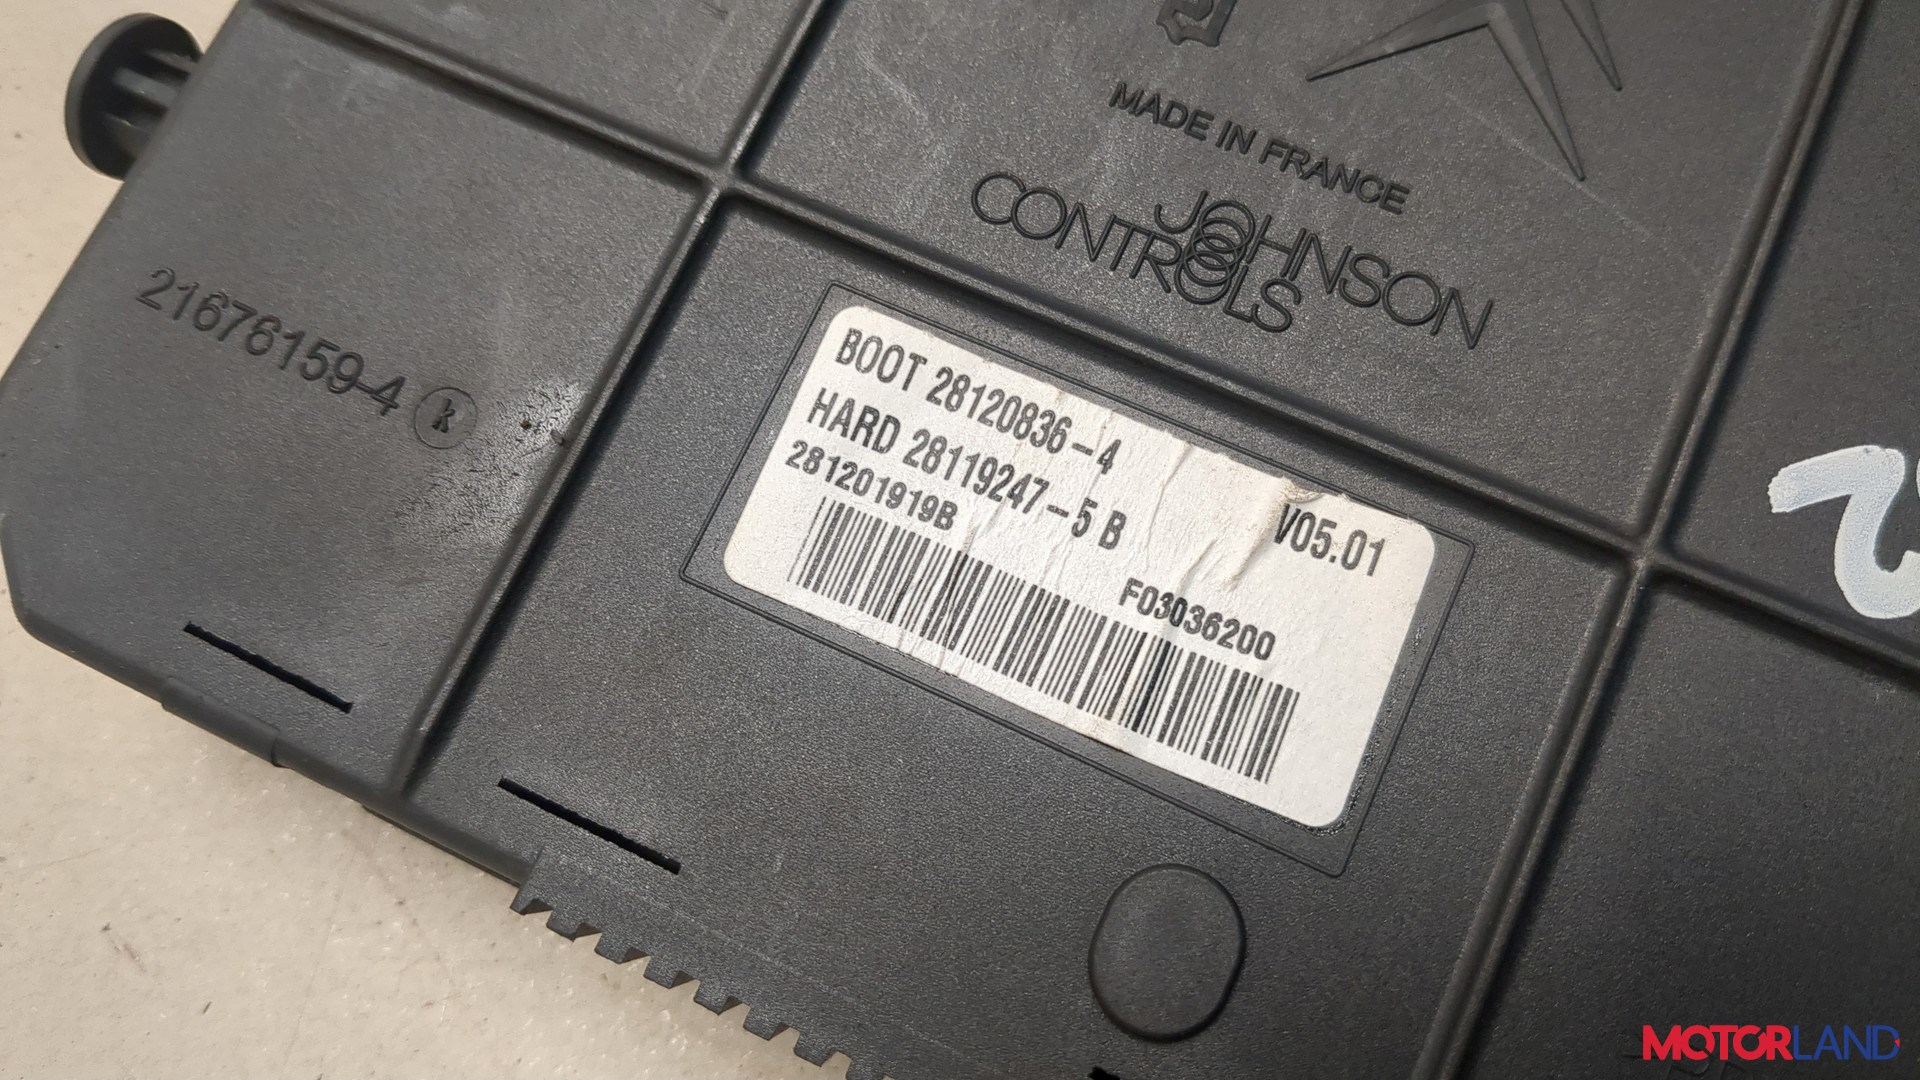 MADE IN FRANCE
JOHNSON
CONTROLS
21676159-4
R
BOOT 28120836-4
HARD 28119247-5 B
V05.01
281201919B
F03036200
MOTORLAND